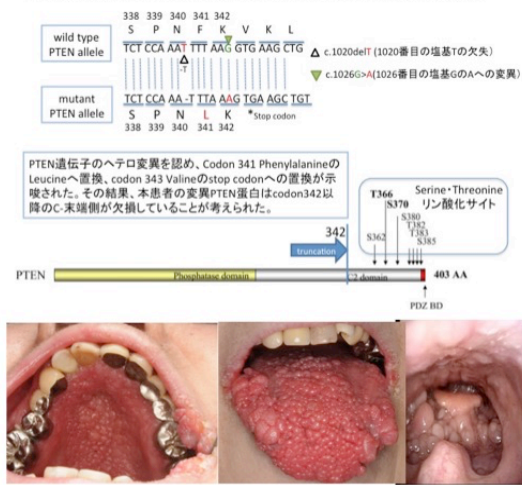 338 339 340 341 342
S P N F K V K L
wild type
PTEN allele
TCT CCA AAT TTT AAG GTG AAG CTG
-T
c.1020delT (1020番目の塩基Tの欠失)
c.1026G>A(1026番目の塩基GのAへの変異)
mutant
PTEN allele
TCT CCA AA-T TTA AAG TGA AGC TGT
S P N L K *Stop codon
338 339 340 341 342
PTEN遺伝子のヘテロ変異を認め、Codon 341 Phenylalanineの
Leucineへ置換、codon 343 Valineのstop codonへの置換が示
唆された。その結果、本患者の変異PTEN蛋白はcodon342以
降のC-末端側が欠損していることが考えられた。
Serine・Threonine
リン酸化サイト
T366
S370
S380
T382
T383
S385
S362
342
truncation
PTEN
Phosphatase domain
C2 domain
403 AA
PDZ BD